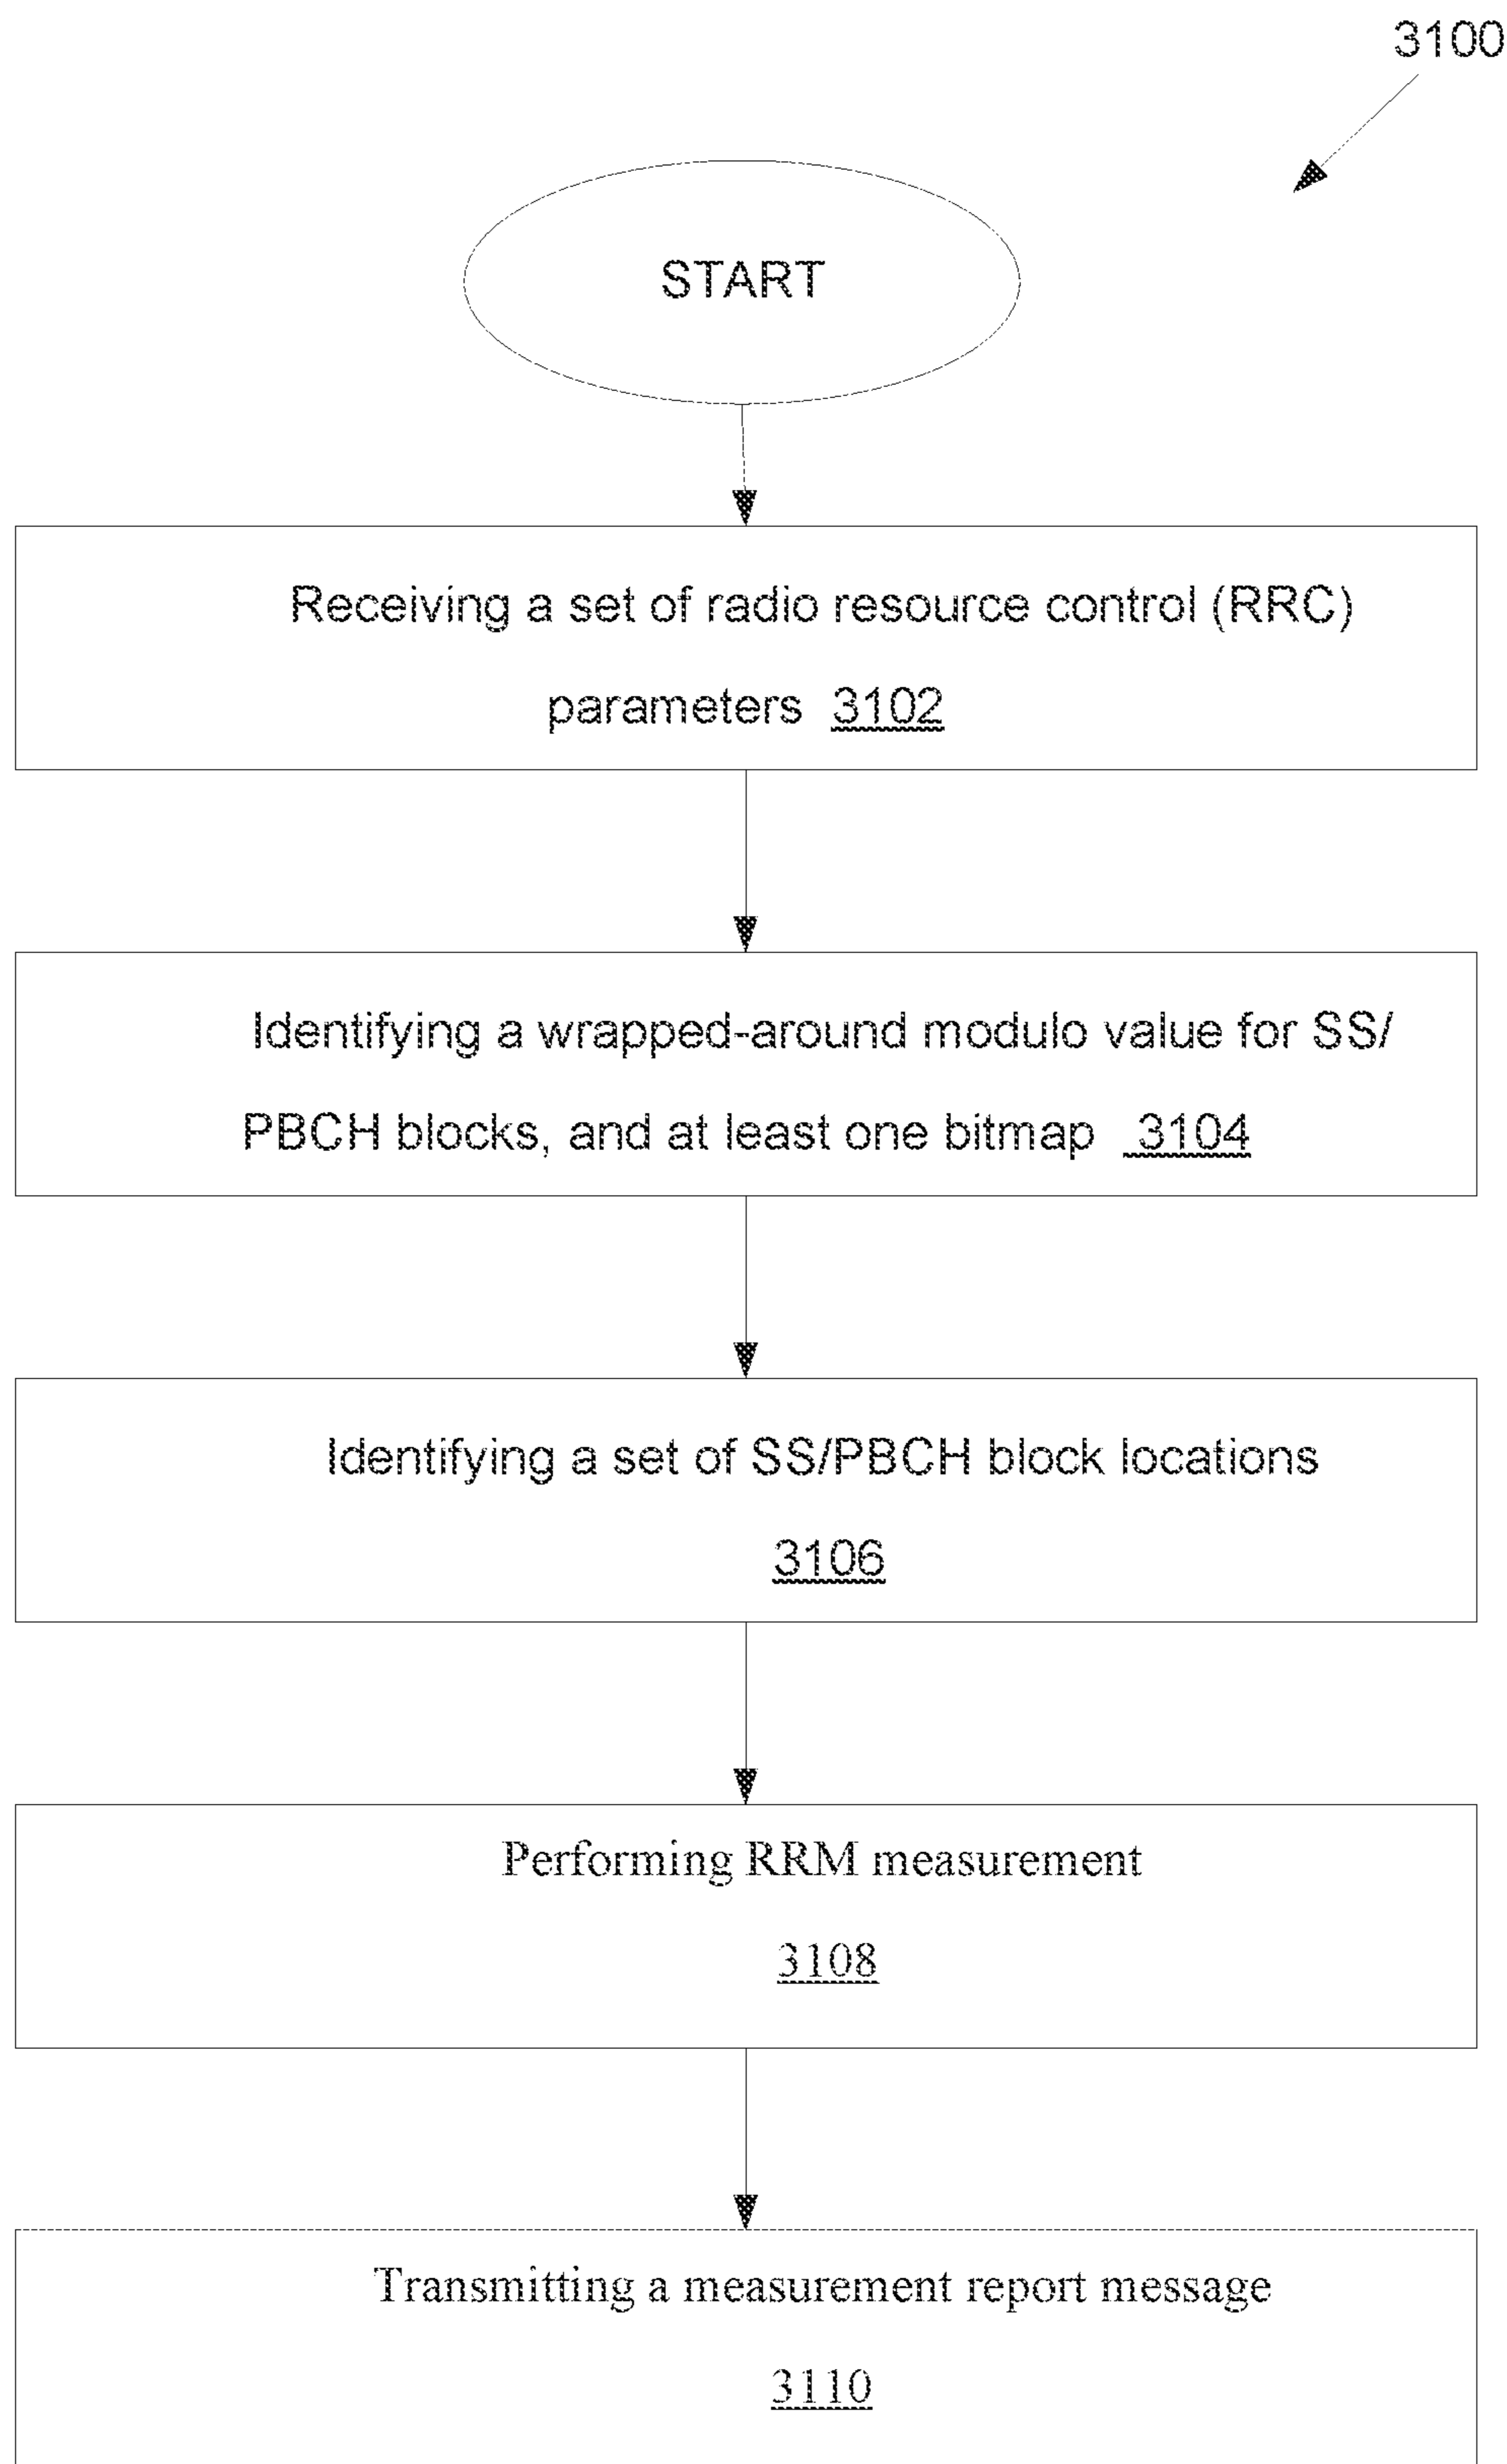 3100
START
Receiving a set of radio resource control (RRC)
parameters 3102
Identifying a wrapped-around modulo value for SS/
PBCH blocks, and at least one bitmap 3104
Identifying a set of SS/PBCH block locations
3106
Performing RRM measurement
3108
Transmitting a measurement report message
3110